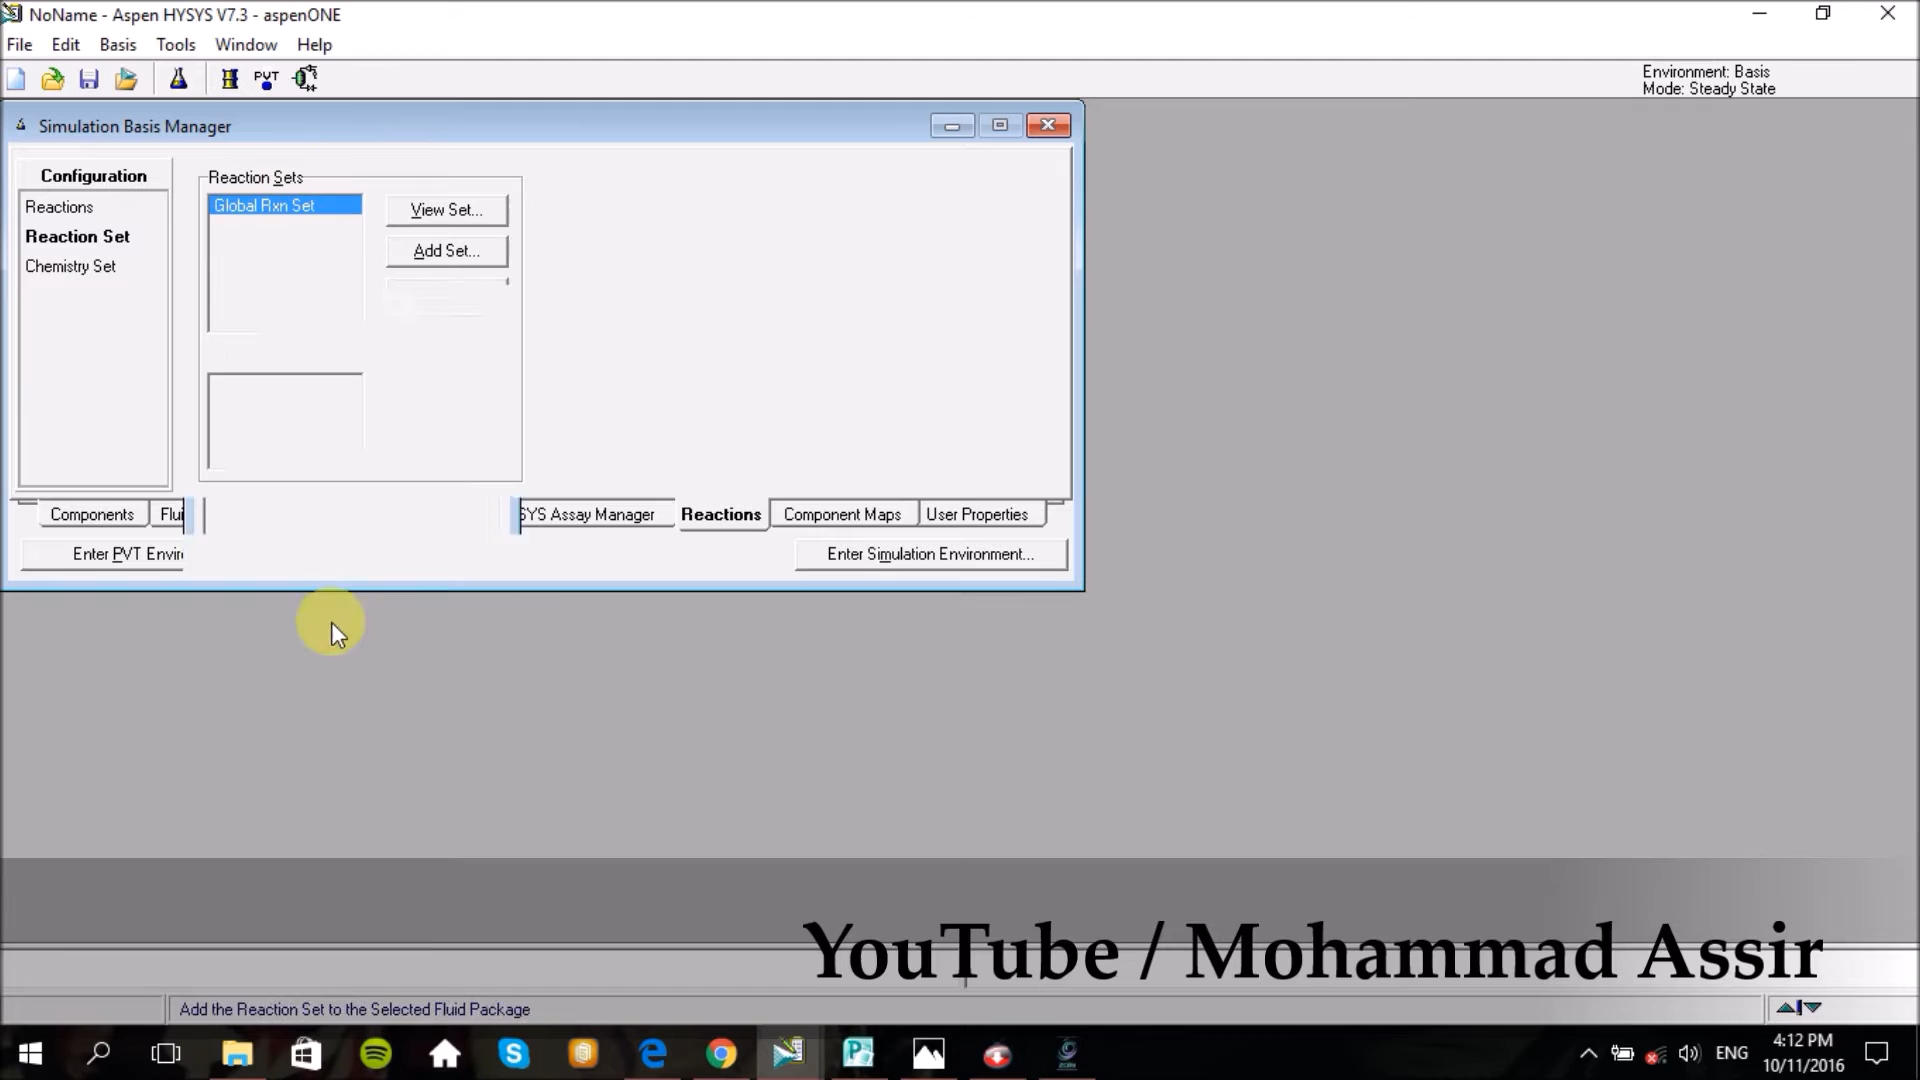 NoName - Aspen HYSYS V7.3 - aspenONE
File Edit Basis Tools Window Help
PVT
Environment: Basis
Mode: Steady State
Simulation Basis Manager
Configuration
Reactions
Reaction Set
Chemistry Set
Reaction Sets
Global Rxn Set
View Set...
Add Set...
Components Flui SYS Assay Manager Reactions Component Maps User Properties
Enter PVT Envir Enter Simulation Environment...
YouTube / Mohammad Assir
Add the Reaction Set to the Selected Fluid Package
ENG
4:12 PM
10/11/2016